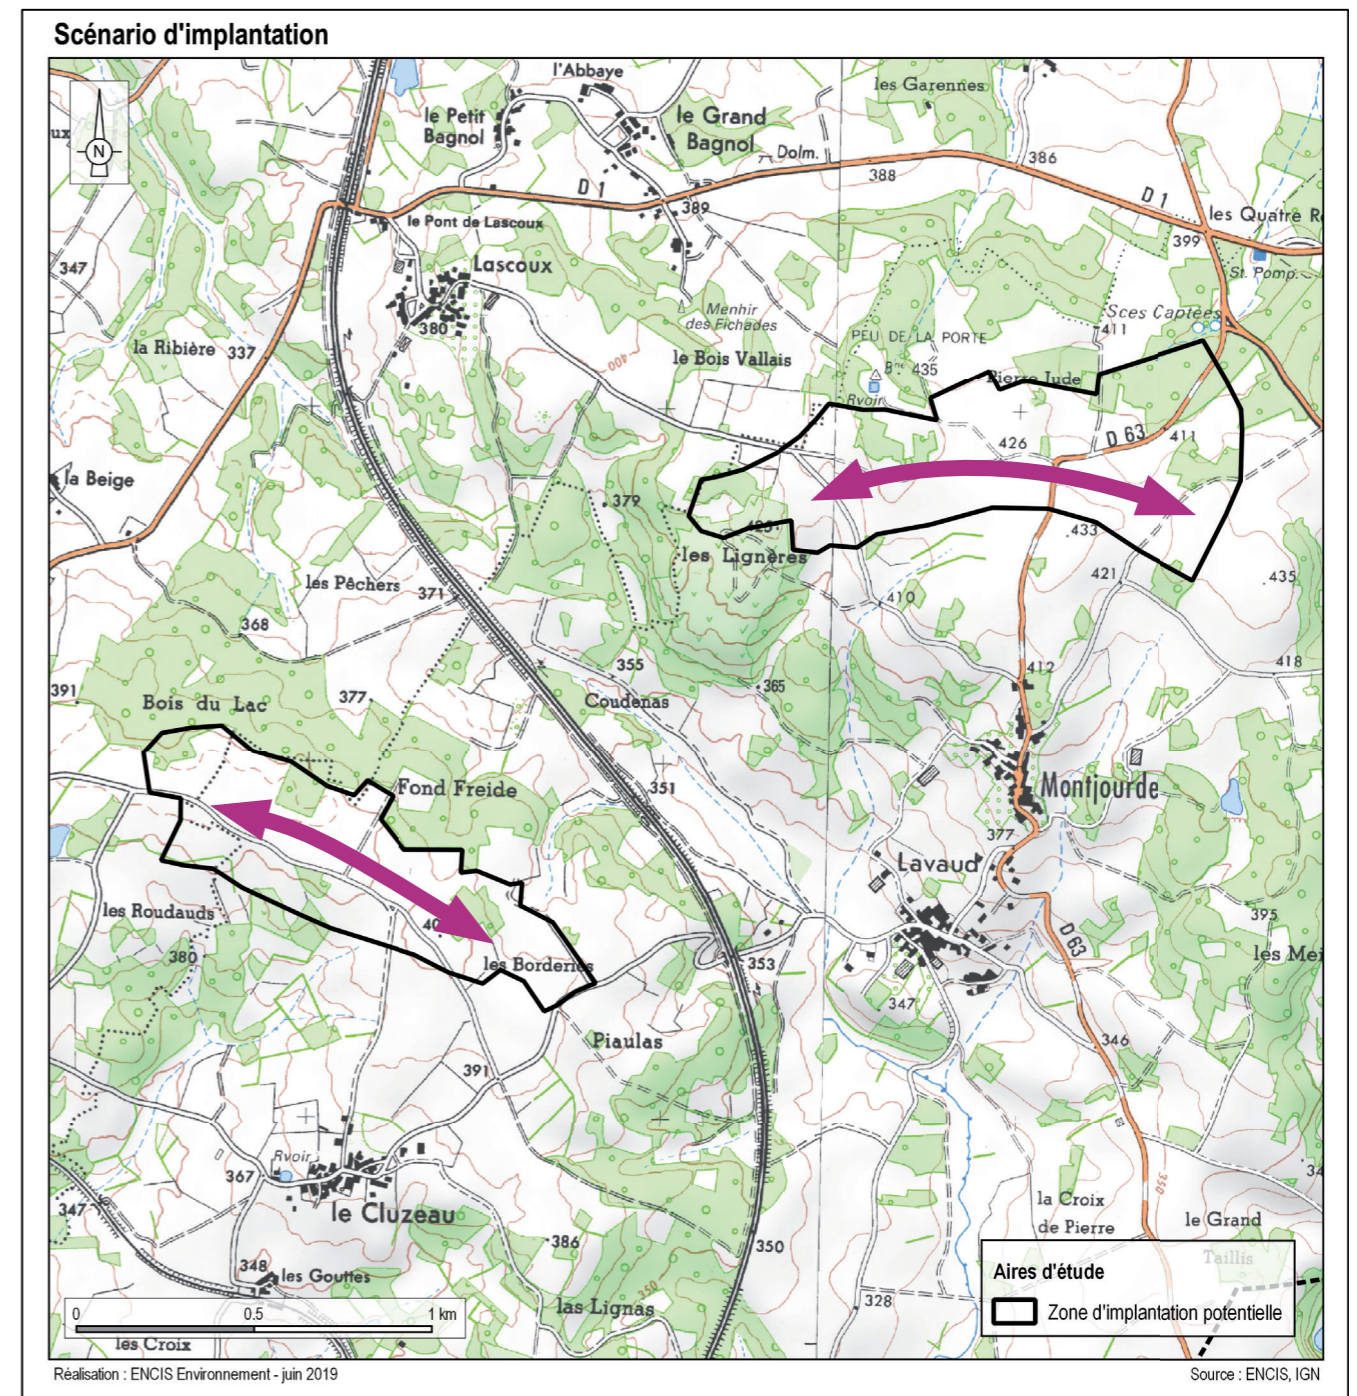 Scénario d'implantation
l'Abbaye
les Garennes
le Petit
Bagnol
le Grand
Bagnol
N
Dolm.
386
388
D 1
D 1
389
les Quatre
399
le Pont de Lascoux
347
Lascoux
St. Pomp.
380
Menhir
des Fichades
Sces Captées
411
PEU DE LA PORTE
la Ribière 337
400
le Bois Vallais
435
Pierre Jude
Rvoir
D 63
411
426
la Beige
379
425
433
les Lignères
421
435
les Pêchers
371
410
368
355
412
418
391
377
365
Bois du Lac
Coudenas
Fond Freide
351
Montjourde
377
Lavaud
les Roudauds
395
380
D 63
les Borderies
353
les Mei
347
Piaulas
346
391
Rvoir
367
347
le Cluzeau
la Croix
de Pierre
350
le Grand
Taillis
386
350
348
les Gouttes
350
las Lignas
328
les Croix
Aires d'étude
Zone d'implantation potentielle
0 0.5 1 km
Réalisation : ENCIS Environnement - juin 2019
Source : ENCIS, IGN